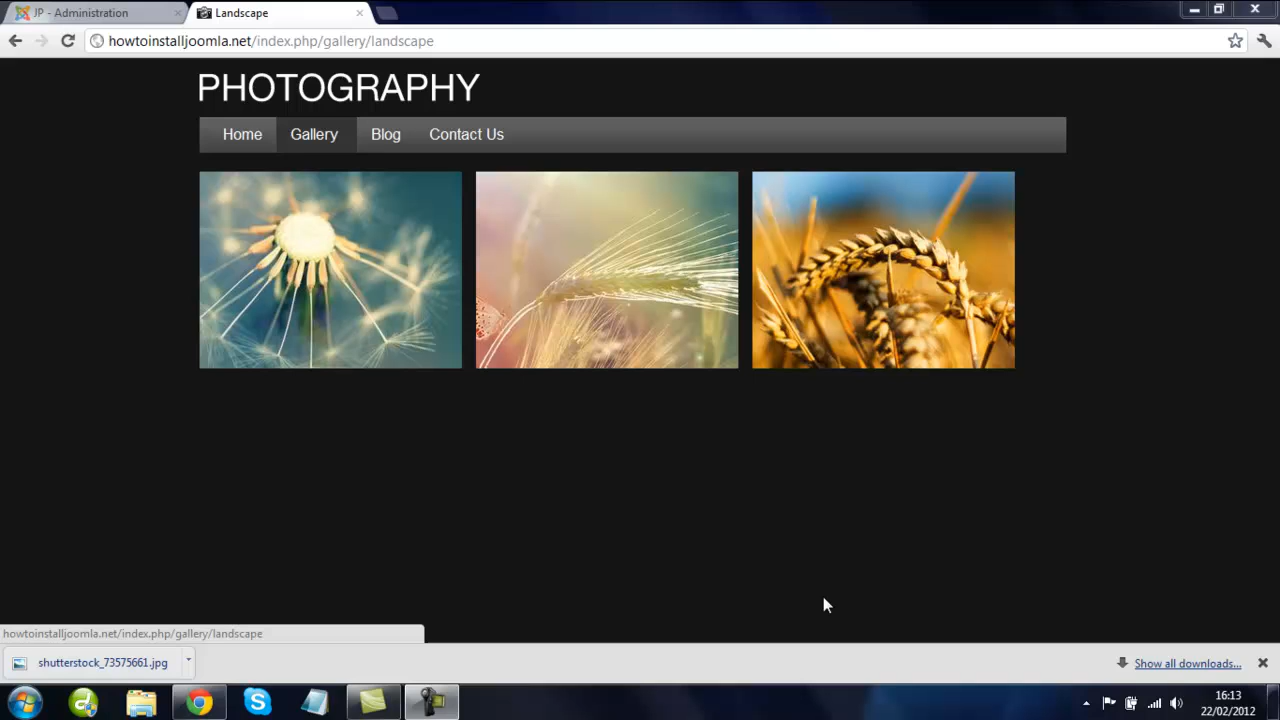 JP - Administration
Landscape
howtoinstalljoomla.net/index.php/gallery/landscape
PHOTOGRAPHY
Home Gallery Blog Contact Us
howtoinstalljoomla.net/index.php/gallery/landscape
shutterstock_73575661.jpg
Show all downloads...
16:13
22/02/2012